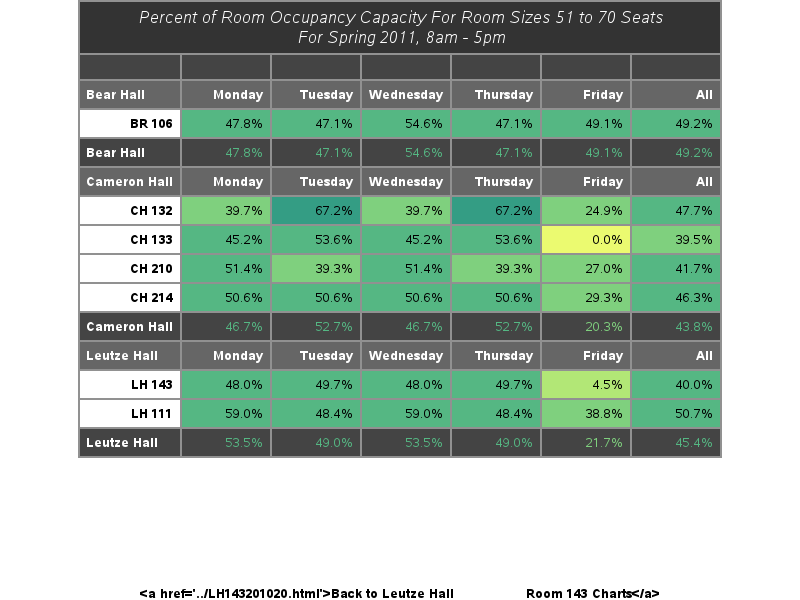 Percent of Room Occupancy Capacity For Room Sizes 51 to 70 Seats
For Spring 2011, 8am - 5pm
Bear Hall Monday Tuesday Wednesday Thursday Friday All
BR 106 47.8% 47.1% 54.6% 47.1% 49.1% 49.2%
Bear Hall 47.8% 47.1% 54.6% 47.1% 49.1% 49.2%
Cameron Hall Monday Tuesday Wednesday Thursday Friday All
CH 132 39.7% 67.2% 39.7% 67.2% 24.9% 47.7%
CH 133 45.2% 53.6% 45.2% 53.6% 0.0% 39.5%
CH 210 51.4% 39.3% 51.4% 39.3% 27.0% 41.7%
CH 214 50.6% 50.6% 50.6% 50.6% 29.3% 46.3%
Cameron Hall 46.7% 52.7% 46.7% 52.7% 20.3% 43.8%
Leutze Hall Monday Tuesday Wednesday Thursday Friday All
LH 143 48.0% 49.7% 48.0% 49.7% 4.5% 40.0%
LH 111 59.0% 48.4% 59.0% 48.4% 38.8% 50.7%
Leutze Hall 53.5% 49.0% 53.5% 49.0% 21.7% 45.4%
<a href='../LH143201020.html'>Back to Leutze Hall Room 143 Charts</a>